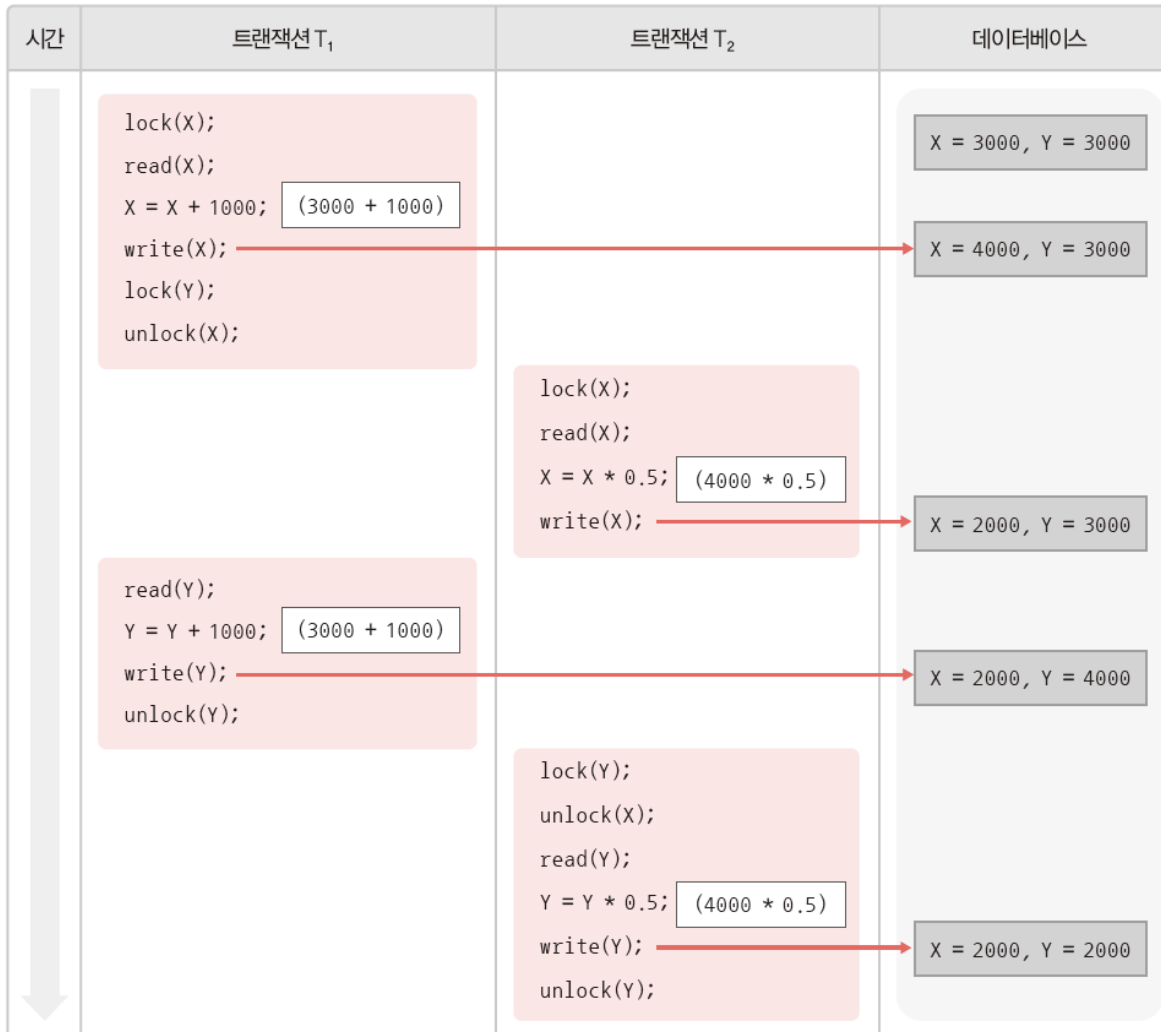 시간 트랜잭션 T₁ 트랜잭션 T₂ 데이터베이스
lock(X);
X = 3000, Y = 3000
read(X);
X = X + 1000; (3000 + 1000)
write(X); X = 4000, Y = 3000
lock(Y);
unlock(X);
lock(X);
read(X);
X = X * 0.5; (4000 * 0.5)
write(X); X = 2000, Y = 3000
read(Y);
Y = Y + 1000; (3000 + 1000)
write(Y); X = 2000, Y = 4000
unlock(Y);
lock(Y);
unlock(X);
read(Y);
Y = Y * 0.5; (4000 * 0.5)
write(Y); X = 2000, Y = 2000
unlock(Y);